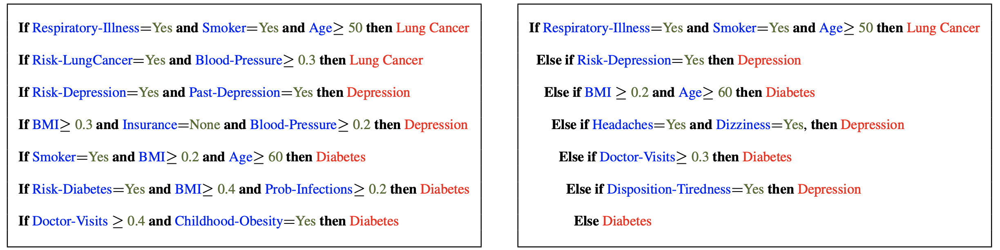 If Respiratory-Illness=Yes and Smoker=Yes and Age≥ 50 then Lung Cancer
If Risk-LungCancer=Yes and Blood-Pressure≥ 0.3 then Lung Cancer
If Risk-Depression=Yes and Past-Depression=Yes then Depression
If BMI≥ 0.3 and Insurance=None and Blood-Pressure≥ 0.2 then Depression
If Smoker=Yes and BMI≥ 0.2 and Age≥ 60 then Diabetes
If Risk-Diabetes=Yes and BMI≥ 0.4 and Prob-Infections≥ 0.2 then Diabetes
If Doctor-Visits ≥ 0.4 and Childhood-Obesity=Yes then Diabetes
If Respiratory-Illness=Yes and Smoker=Yes and Age≥ 50 then Lung Cancer
Else if Risk-Depression=Yes then Depression
Else if BMI ≥ 0.2 and Age≥ 60 then Diabetes
Else if Headaches=Yes and Dizziness=Yes, then Depression
Else if Doctor-Visits≥ 0.3 then Diabetes
Else if Disposition-Tiredness=Yes then Depression
Else Diabetes